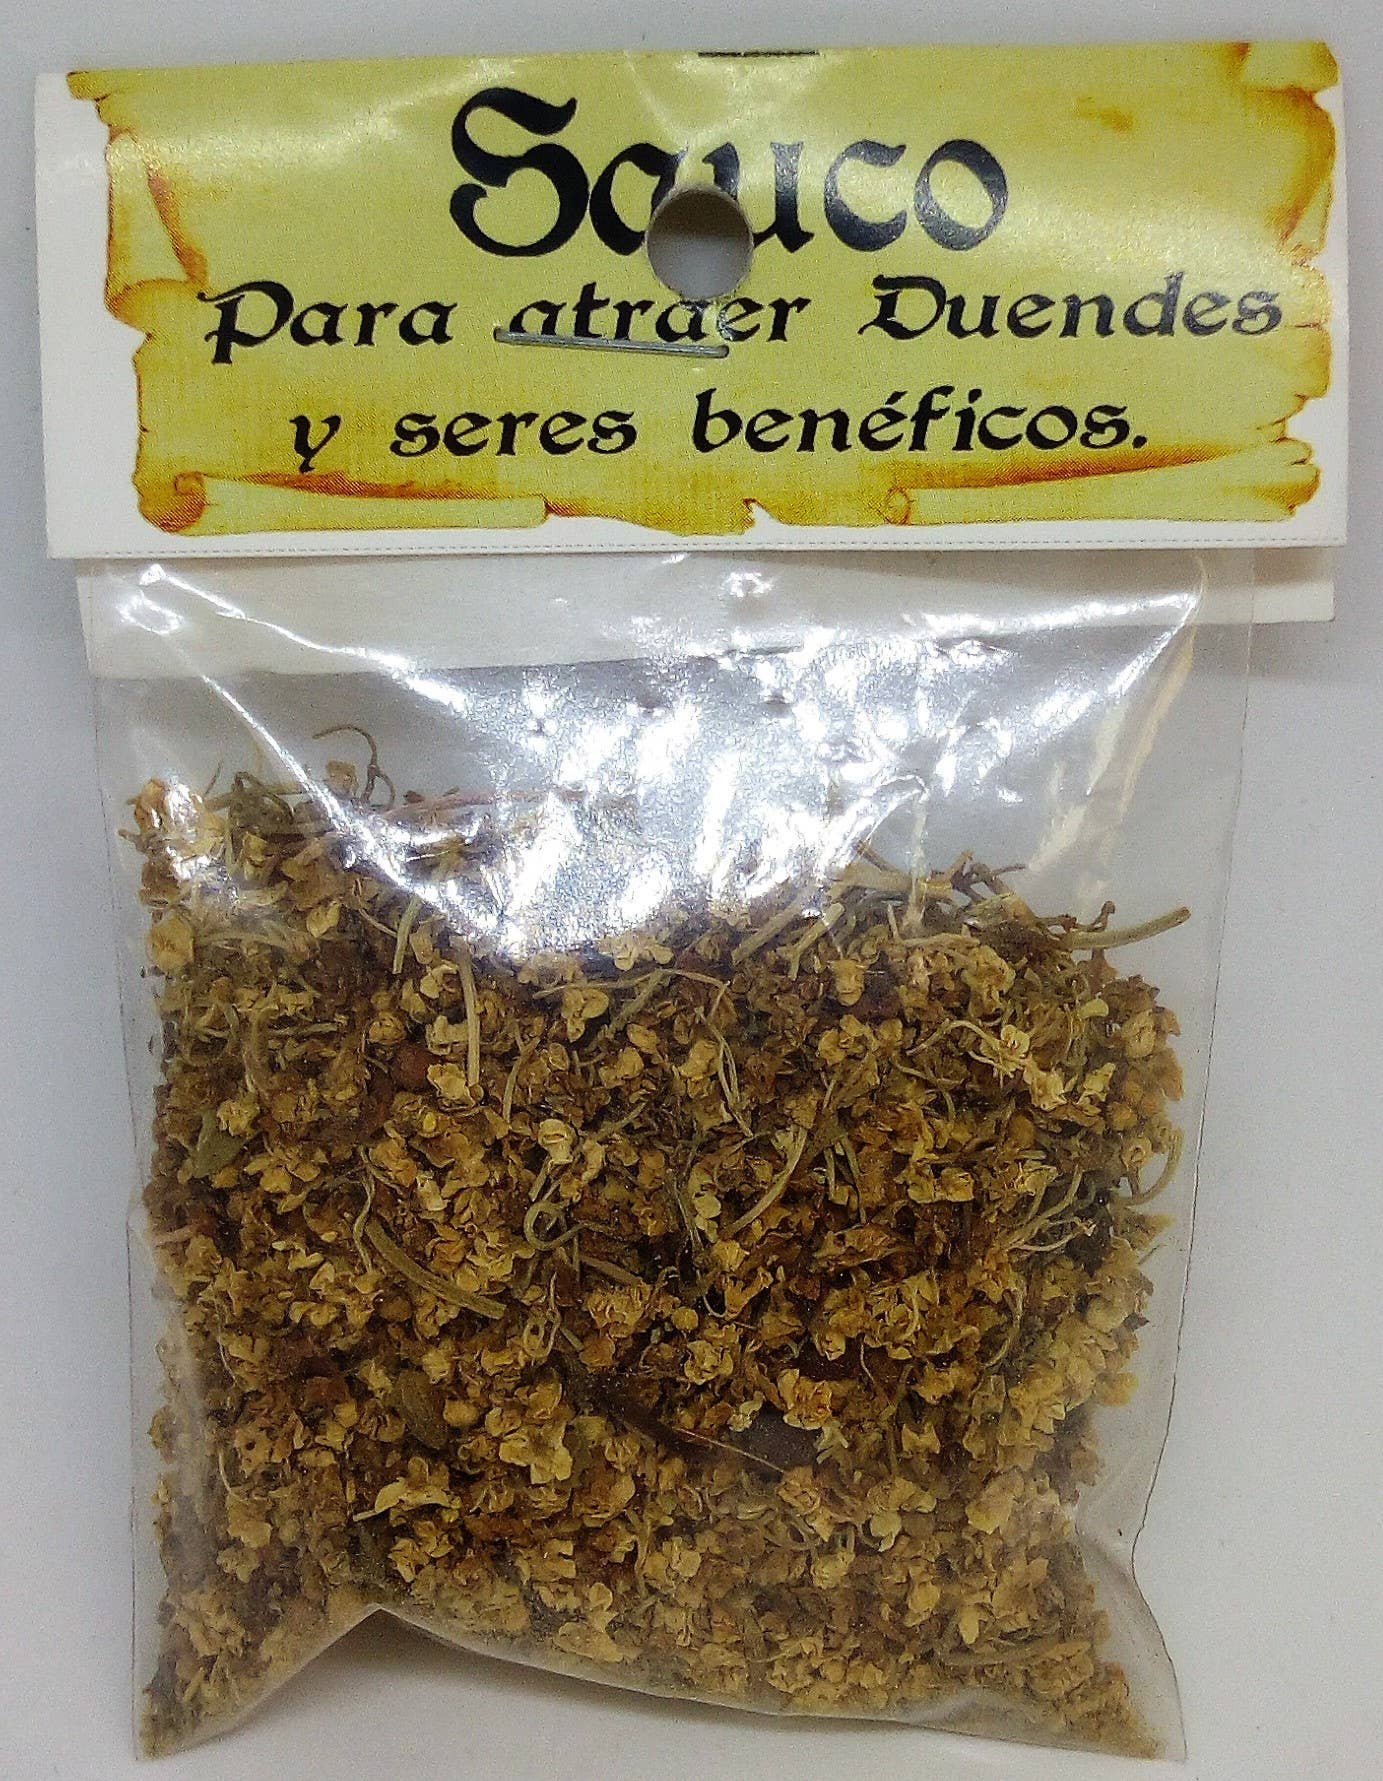 Sauco
Para atraer Duendes
y seres benéficos.